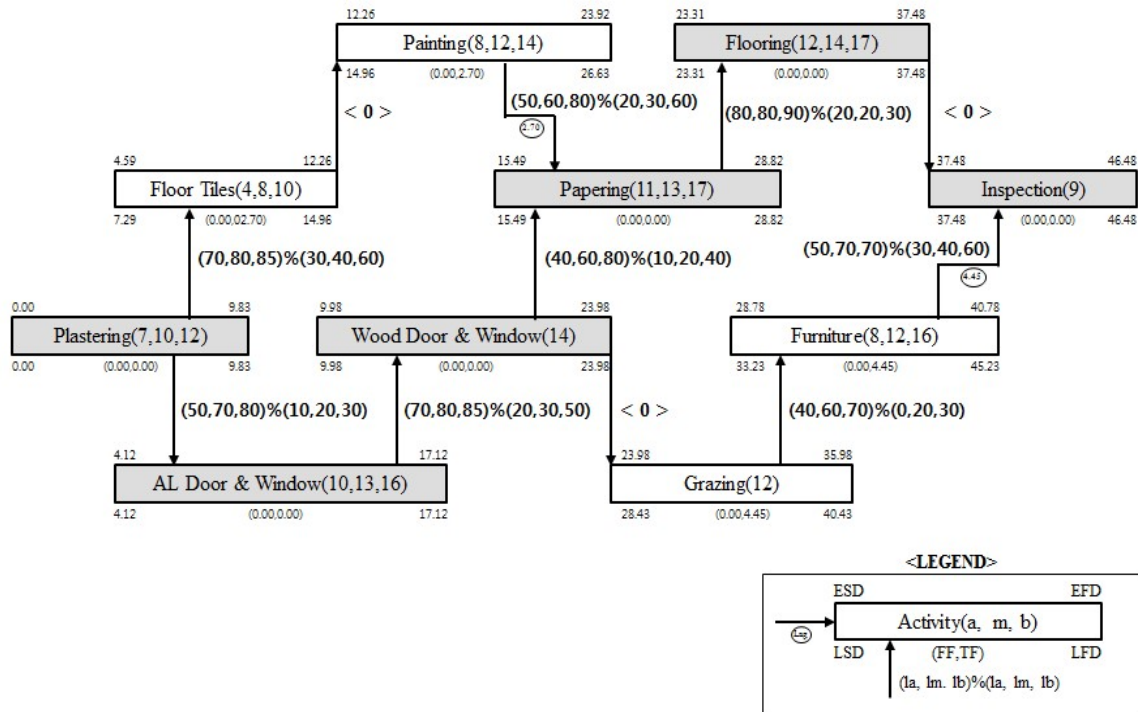 12.26 23.92 23.31 37.48
Painting(8,12,14) Flooring(12,14,17)
14.96 (0.00,2.70) 26.63 23.31 (0.00,0.00) 37.48
(50,60,80)%(20,30,60) (80,80,90)%(20,20,30)
< 0 > 2.70 < 0 >
4.59 12.26 15.49 28.82 37.48 46.48
Floor Tiles(4,8,10) Papering(11,13,17) Inspection(9)
7.29 (0.00,02.70) 14.96 15.49 (0.00,0.00) 28.82 37.48 (0.00,0.00) 46.48
(50,70,70)%(30,40,60)
(70,80,85)%(30,40,60) (40,60,80)%(10,20,40)
4.45
0.00 9.83 9.98 23.98 28.78 40.78
Plastering(7,10,12) Wood Door & Window(14) Furniture(8,12,16)
0.00 (0.00,0.00) 9.83 9.98 (0.00,0.00) 23.98 33.23 (0.00,4.45) 45.23
(50,70,80)%(10,20,30) (70,80,85)%(20,30,50) < 0 > (40,60,70)%(0,20,30)
4.12 17.12 23.98 35.98
AL Door & Window(10,13,16) Grazing(12)
4.12 (0.00,0.00) 17.12 28.43 (0.00,4.45) 40.43
<LEGEND>
ESD EFD
Activity(a, m, b)
Lag
LSD (FF,TF) LFD
(la, lm. lb)%(la, lm, lb)